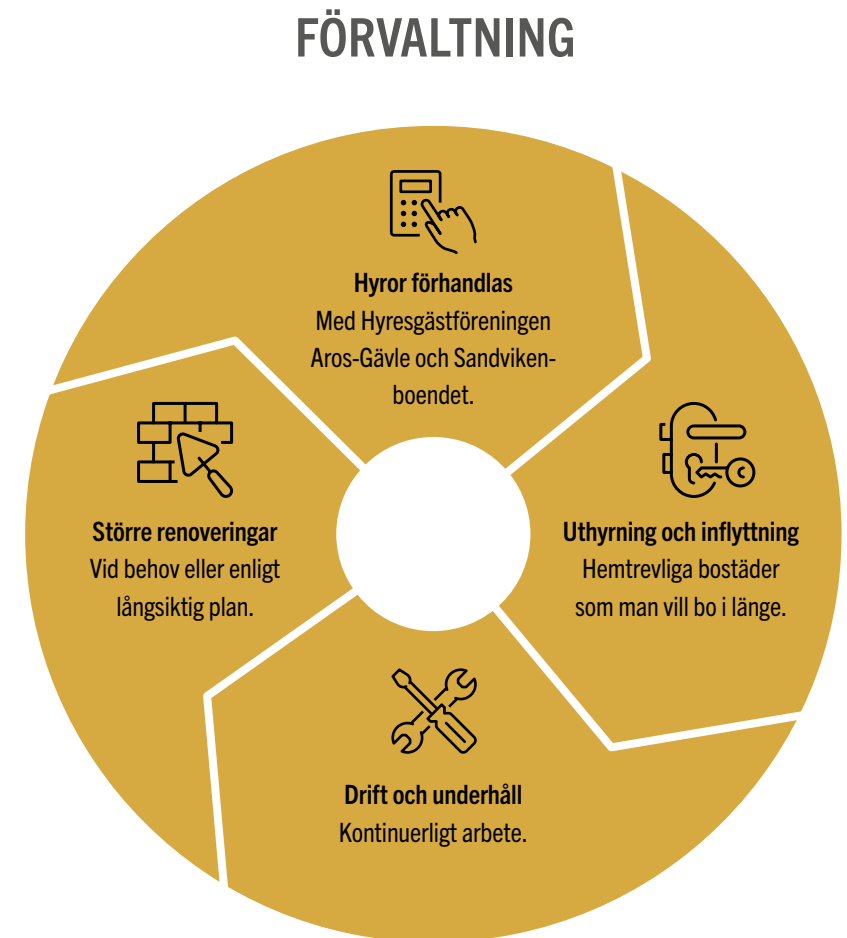 FÖRVALTNING
Hyror förhandlas
Med Hyresgästföreningen
Aros-Gävle och Sandviken-
boendet.
Uthyrning och inflyttning
Hemtrevliga bostäder
som man vill bo i länge.
Drift och underhåll
Kontinuerligt arbete.
Större renoveringar
Vid behov eller enligt
långsiktig plan.